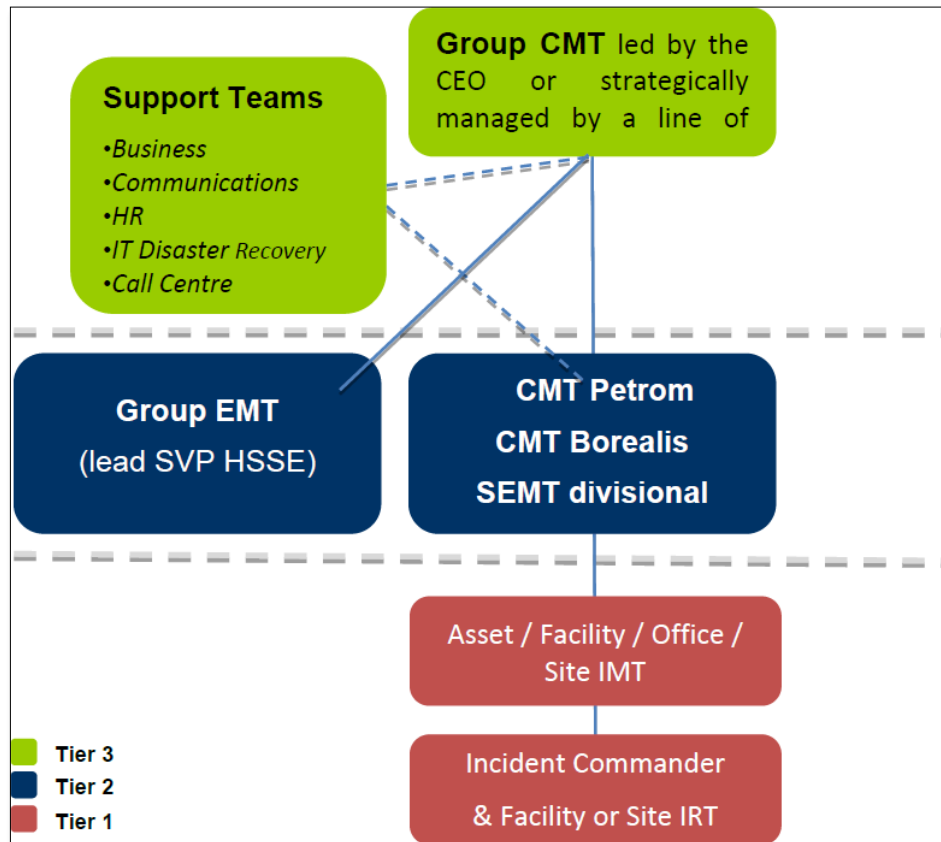 Support Teams
•Business
•Communications
•HR
•IT Disaster Recovery
•Call Centre
Group CMT led by the
CEO or strategically
managed by a line of
Group EMT
(lead SVP HSSE)
CMT Petrom
CMT Borealis
SEMT divisional
Asset / Facility / Office /
Site IMT
Incident Commander
& Facility or Site IRT
Tier 3
Tier 2
Tier 1